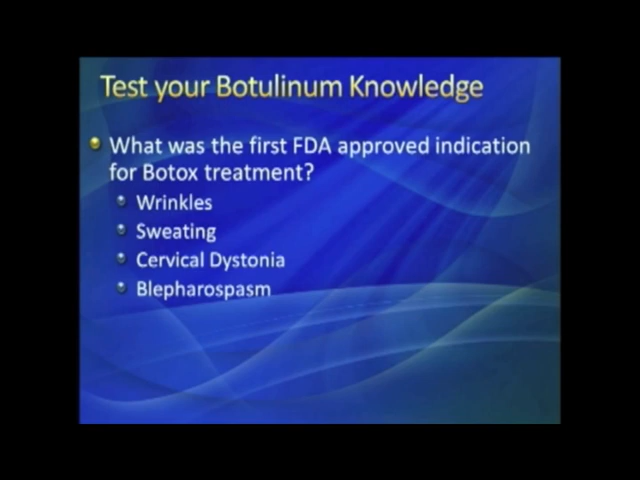 Test your Botulinum Knowledge
What was the first FDA approved indication
for Botox treatment?
Wrinkles
Sweating
Cervical Dystonia
Blepharospasm